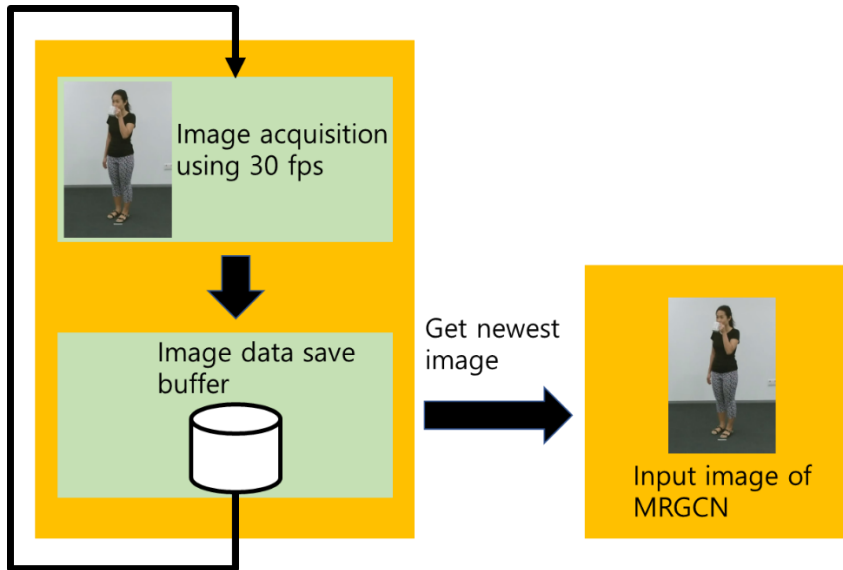 Image acquisition
using 30 fps
Image data save
buffer
Get newest
image
Input image of
MRGCN